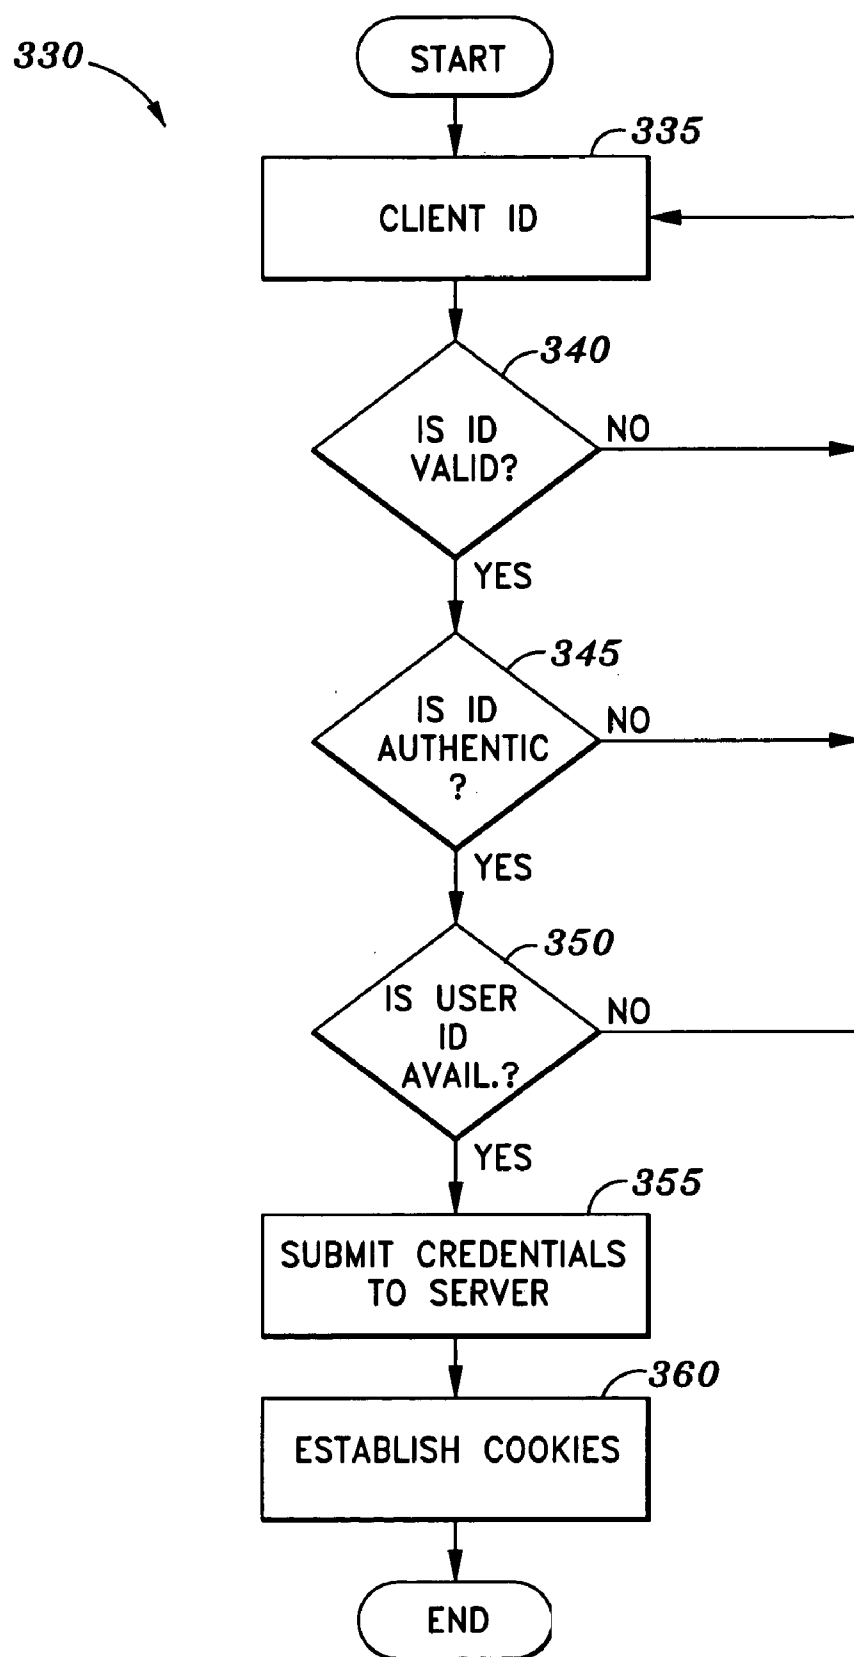 330
START
335
CLIENT ID
340
IS ID
VALID?
NO
YES
345
IS ID
AUTHENTIC
?
NO
YES
350
IS USER
ID
AVAIL.?
NO
YES
355
SUBMIT CREDENTIALS
TO SERVER
360
ESTABLISH COOKIES
END